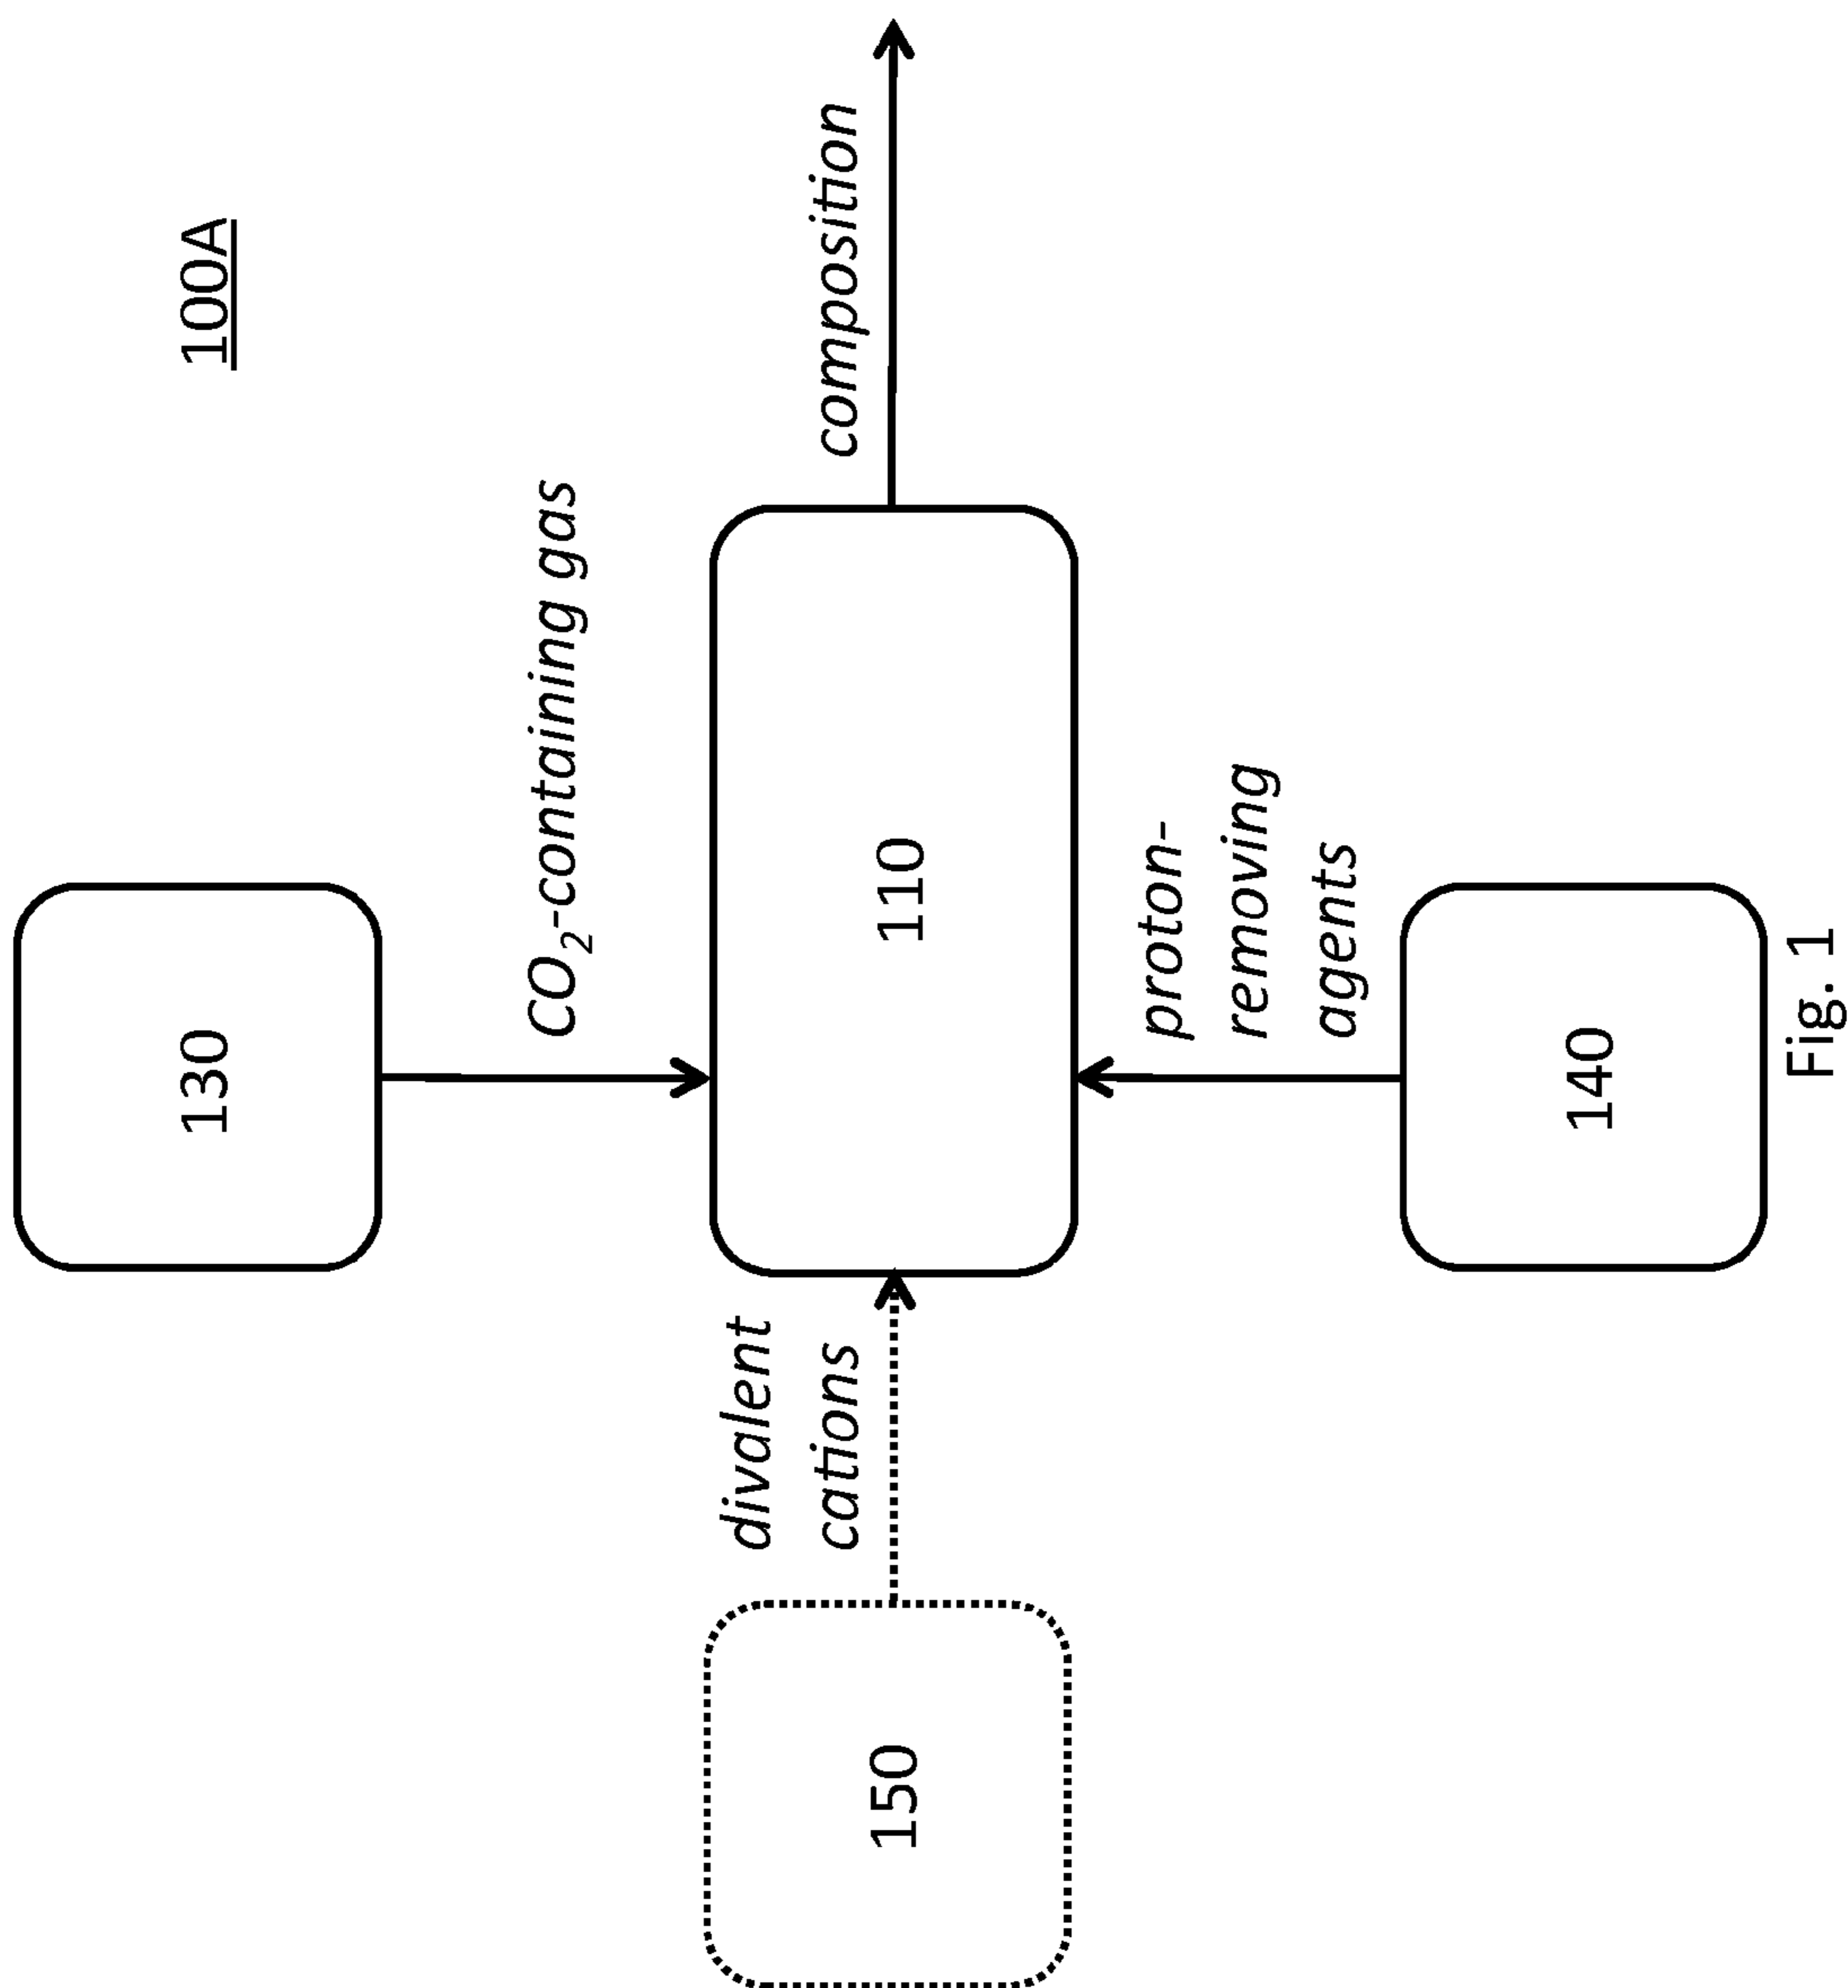 100A
130
CO2-containing gas
divalent
cations
composition
150
110
proton-
removing
agents
140
Fig. 1